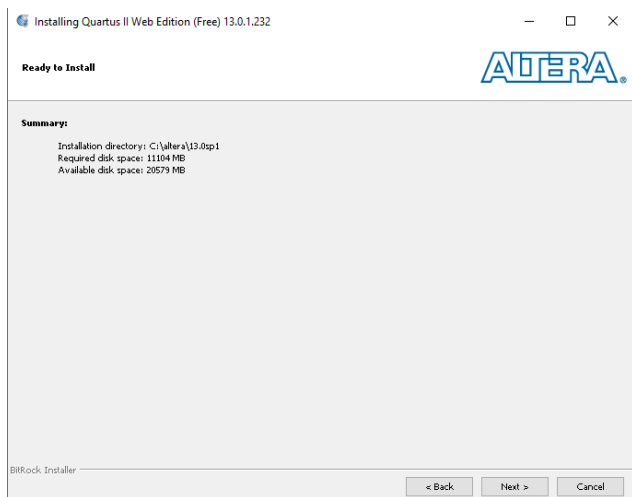 Installing Quartus II Web Edition (Free) 13.0.1.232
Ready to Install
ALTERA®
Summary:
Installation directory: C:\altera\13.0sp1
Required disk space: 11104 MB
Available disk space: 20579 MB
BitRock Installer
< Back
Next >
Cancel